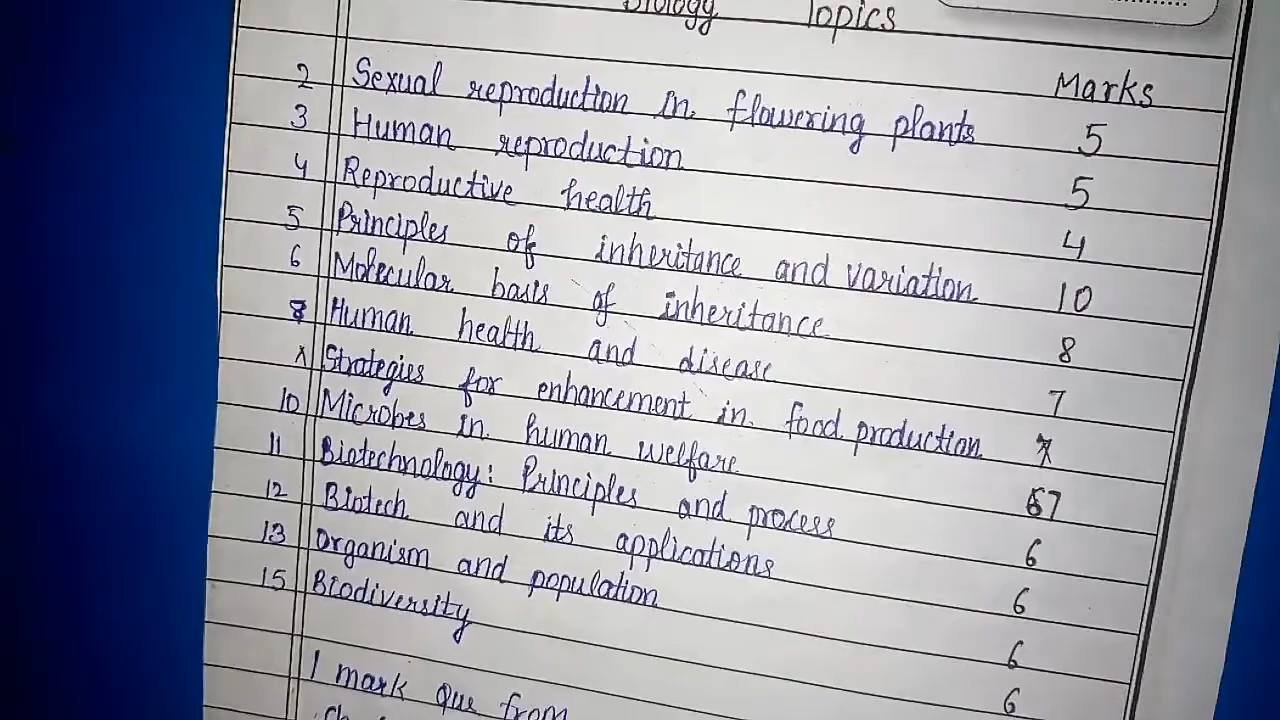 Biology Topics
Marks
2 Sexual reproduction in flowering plants 5
3 Human reproduction 5
4 Reproductive health 4
5 Principles of inheritance and variation 10
6 Molecular basis of inheritance 8
8 Human health and disease 7
Strategies for enhancement in food production
10 Microbes in human welfare 7
11 Biotechnology: Principles and process 6
12 Biotech and its applications 6
13 Organism and population 6
15 Biodiversity 6
1 mark que from